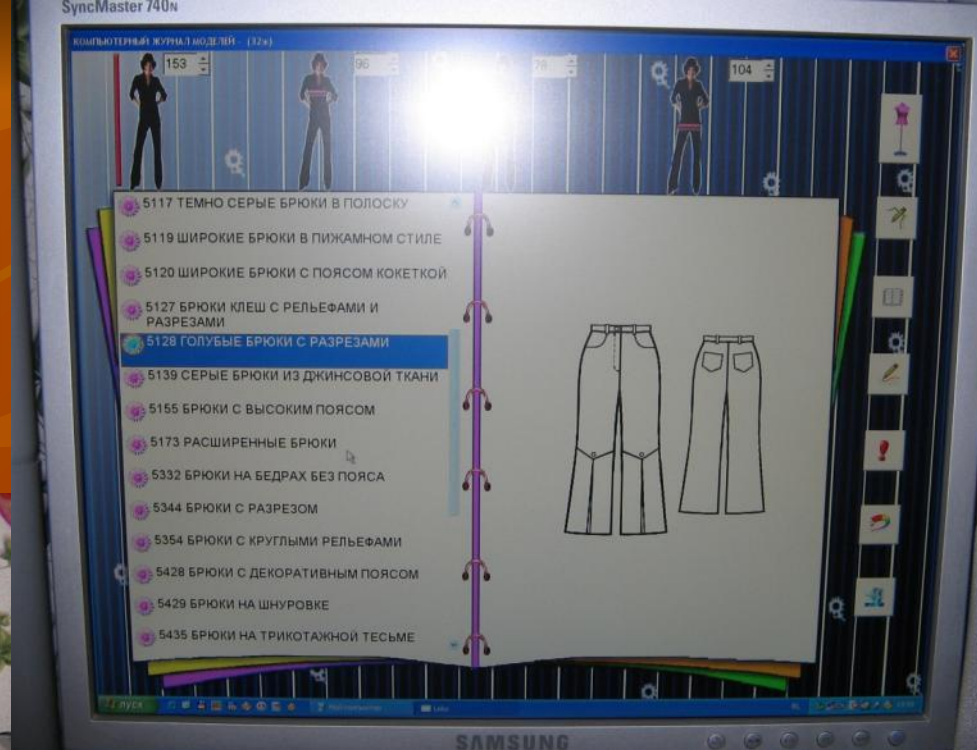 SyncMaster 740N
КОМПЬЮТЕРНЫЙ ЖУРНАЛ МОДЕЛЕЙ - (32ж)
153
96
78
104
5117 ТЕМНО СЕРЫЕ БРЮКИ В ПОЛОСКУ
5119 ШИРОКИЕ БРЮКИ В ПИЖАМНОМ СТИЛЕ
5120 ШИРОКИЕ БРЮКИ С ПОЯСОМ КОКЕТКОЙ
5127 БРЮКИ КЛЕШ С РЕЛЬЕФАМИ И
РАЗРЕЗАМИ
5128 ГОЛУБЫЕ БРЮКИ С РАЗРЕЗАМИ
5139 СЕРЫЕ БРЮКИ ИЗ ДЖИНСОВОЙ ТКАНИ
5155 БРЮКИ С ВЫСОКИМ ПОЯСОМ
5173 РАСШИРЕННЫЕ БРЮКИ
5332 БРЮКИ НА БЕДРАХ БЕЗ ПОЯСА
5344 БРЮКИ С РАЗРЕЗОМ
5354 БРЮКИ С КРУГЛЫМИ РЕЛЬЕФАМИ
5428 БРЮКИ С ДЕКОРАТИВНЫМ ПОЯСОМ
5429 БРЮКИ НА ШНУРОВКЕ
5435 БРЮКИ НА ТРИКОТАЖНОЙ ТЕСЬМЕ
пуск
SAMSUNG